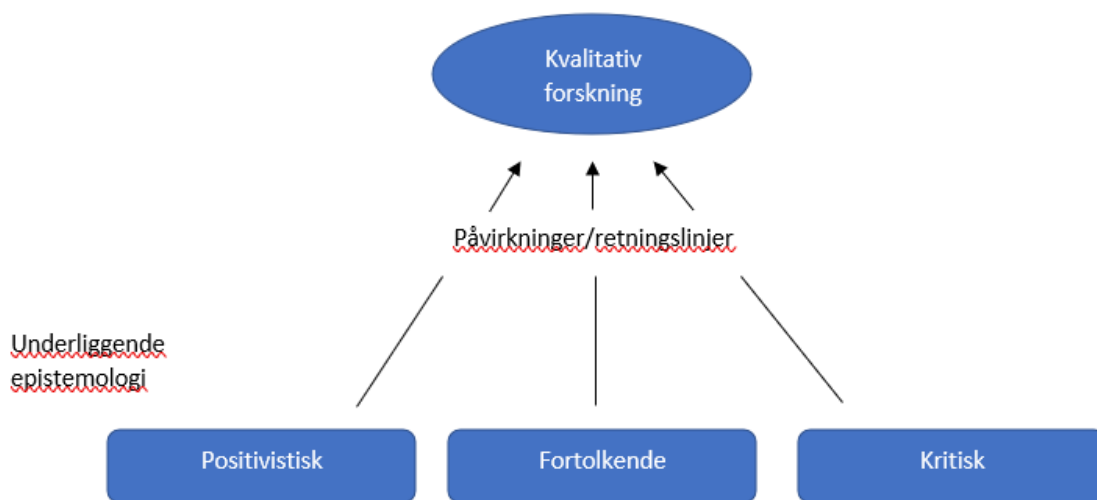 Kvalitativ
forskning
Påvirkninger/retningslinjer
Underliggende
epistemologi
Positivistisk
Fortolkende
Kritisk